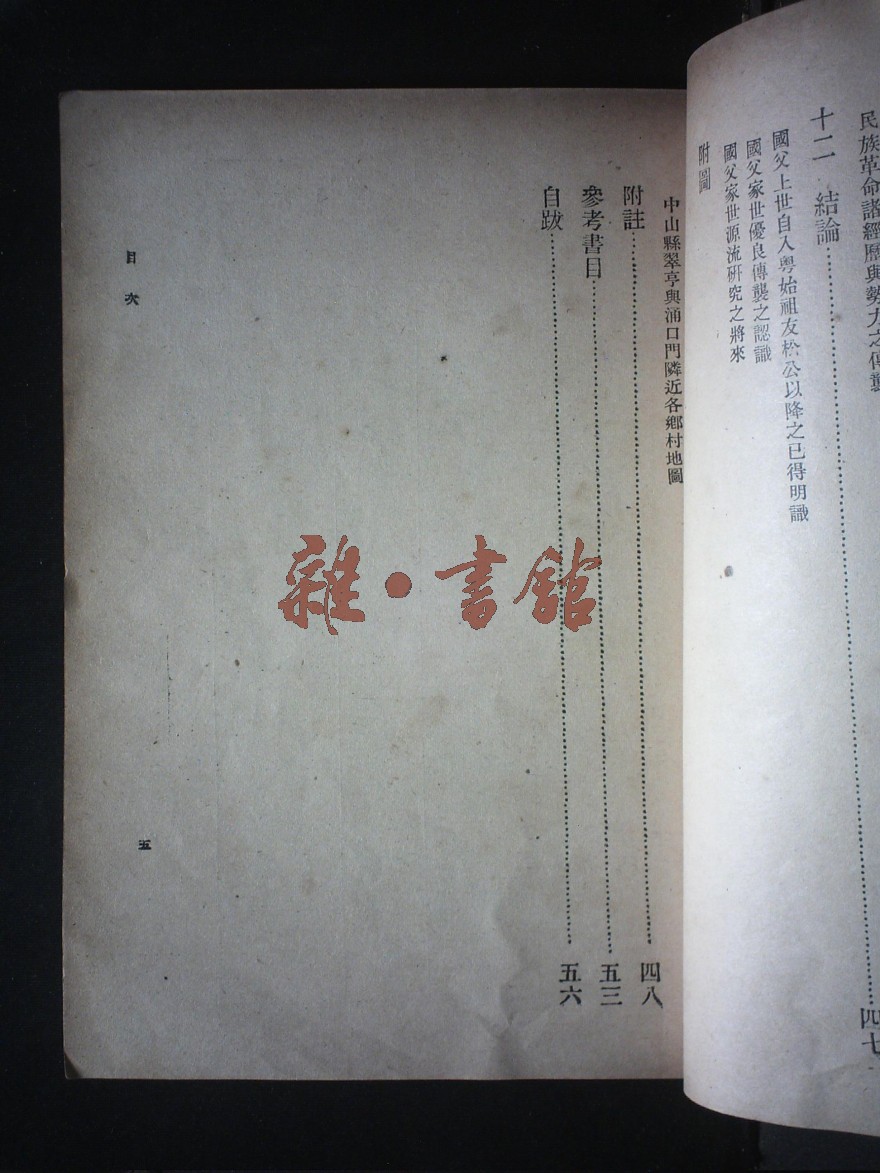 民族革命諸經歷與勢力之傳襲
十二 結論……四七
國父上世自入粵始祖友松公以降之已得明識
國父家世優良傳襲之認識
國父家世源流研究之將來
附圖
中山縣翠亨與涌口門隣近各鄉村地圖
附註……四八
參考書目……五三
自跋……五六
目次
五
雜·書館